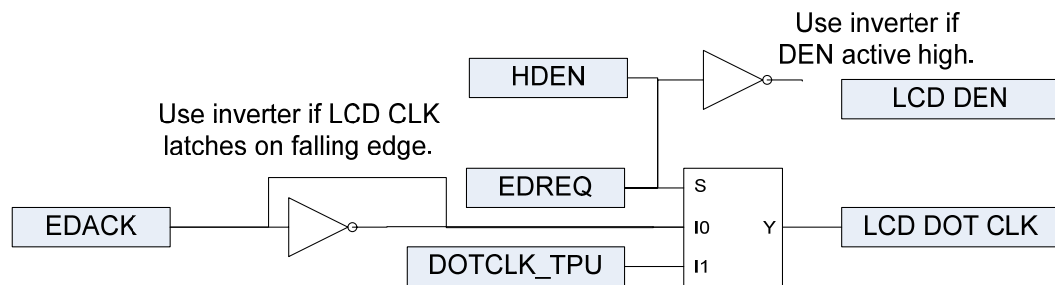 Use inverter if
DEN active high.
HDEN
LCD DEN
Use inverter if LCD CLK
latches on falling edge.
EDREQ
S
EDACK
I0
Y
LCD DOT CLK
DOTCLK_TPU
I1